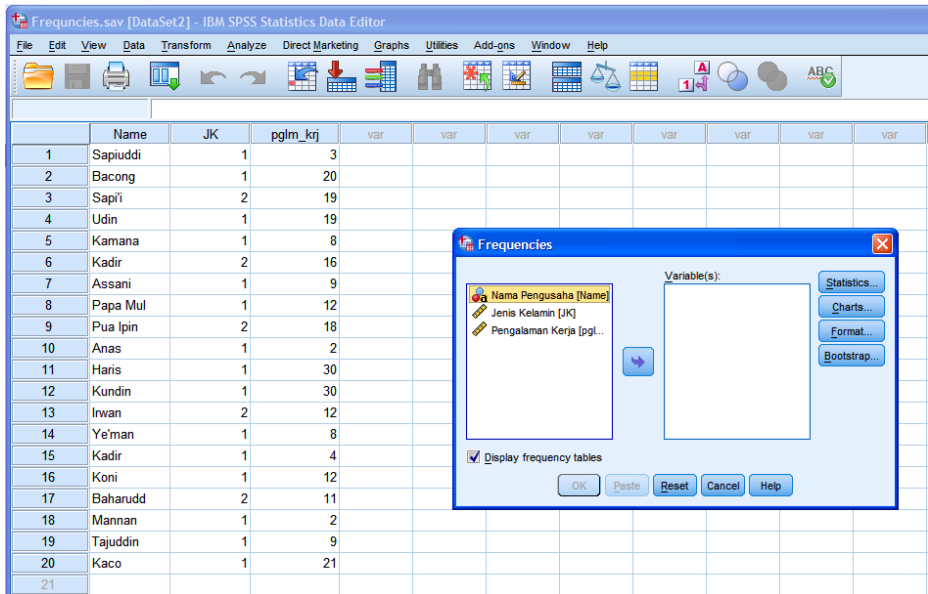 Frequncies.sav [DataSet2] - IBM SPSS Statistics Data Editor
File Edit View Data Transform Analyze Direct Marketing Graphs Utilities Add-ons Window Help
Name JK pglm_krj var var var var var var var var
1 Sapiuddi 1 3
2 Bacong 1 20
3 Sapi'i 2 19
4 Udin 1 19
5 Kamana 1 8
6 Kadir 2 16
7 Assani 1 9
8 Papa Mul 1 12
9 Pua Ipin 2 18
10 Anas 1 2
11 Haris 1 30
12 Kundin 1 30
13 Irwan 2 12
14 Ye'man 1 8
15 Kadir 1 4
16 Koni 1 12
17 Baharudd 2 11
18 Mannan 1 2
19 Tajuddin 1 9
20 Kaco 1 21
21
Frequencies
Variable(s):
Nama Pengusaha [Name]
Jenis Kelamin [JK]
Pengalaman Kerja [pgl...
Statistics...
Charts...
Format...
Bootstrap...
Display frequency tables
OK Paste Reset Cancel Help
A
1
ABC
a